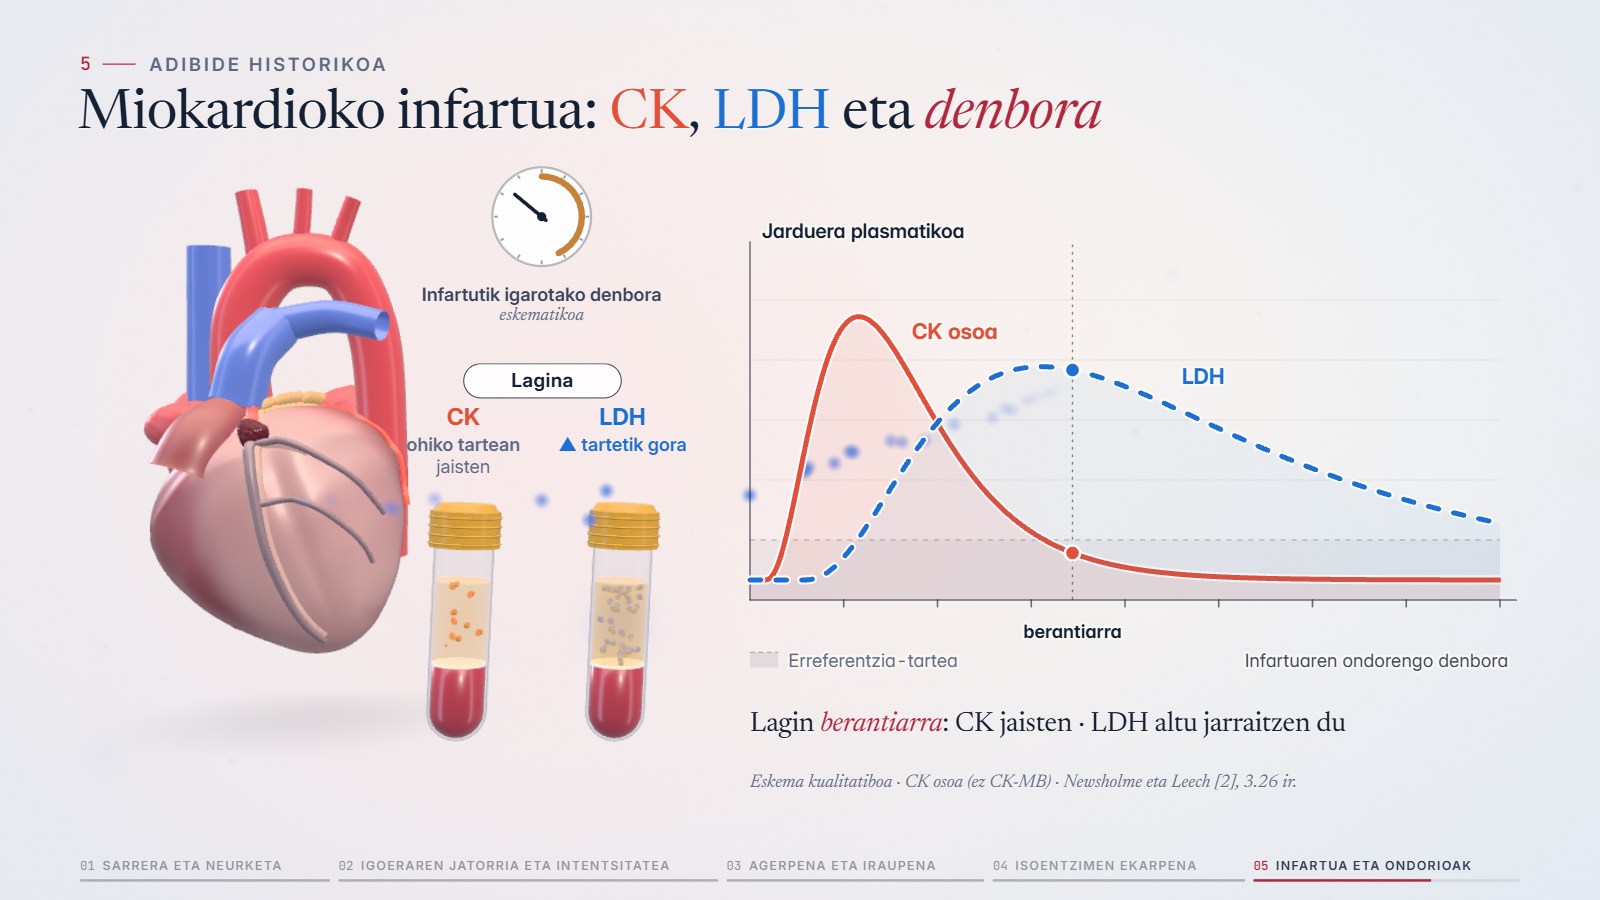 5 — ADIBIDE HISTORIKOA
Miokardioko infartua: CK, LDH eta denbora
Infartutik igarotako denbora
eskematikoa
Lagina
CK
ohiko tartean
jaisten
LDH
▲ tartetik gora
Jarduera plasmatikoa
CK osoa
LDH
berantiarra
Erreferentzia-tartea
Infartuaren ondorengo denbora
Lagin berantiarra: CK jaisten · LDH altu jarraitzen du
Eskema kualitatiboa · CK osoa (ez CK-MB) · Newsholme eta Leech [2], 3.26 ir.
01 SARRERA ETA NEURKETA
02 IGOERAREN JATORRIA ETA INTENTSITATEA
03 AGERPENA ETA IRAUPENA
04 ISOENTZIMEN EKARPENA
05 INFARTUA ETA ONDORIOAK